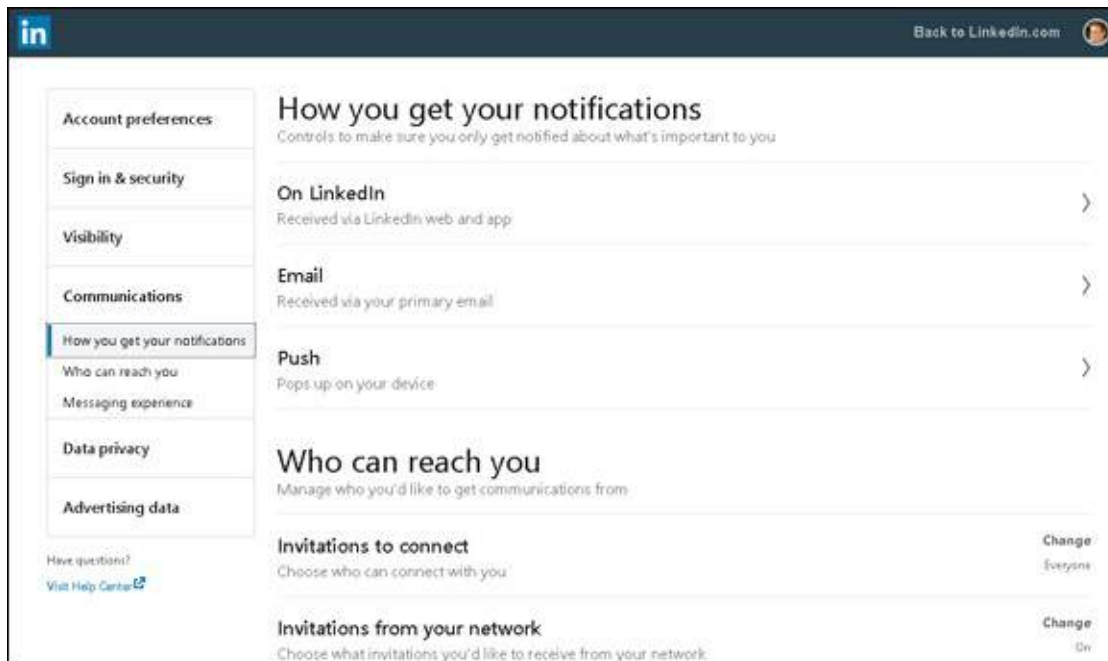 in
Back to LinkedIn.com
Account preferences
Sign in & security
Visibility
Communications
How you get your notifications
Who can reach you
Messaging experience
Data privacy
Advertising data
Have questions?
Visit Help Center
How you get your notifications
Controls to make sure you only get notified about what's important to you
On LinkedIn
Received via LinkedIn web and app
Email
Received via your primary email
Push
Pops up on your device
Who can reach you
Manage who you'd like to get communications from
Invitations to connect
Change
Choose who can connect with you
Everyone
Invitations from your network
Change
Choose what invitations you'd like to receive from your network
On